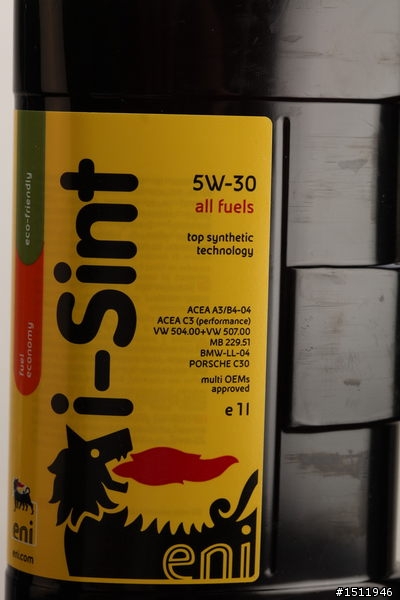 eco-friendly
fuel
economy
i-Sint
5W-30
all fuels
top synthetic
technology
ACEA A3/B4-04
ACEA C3 (performance)
VW 504.00+VW 507.00
MB 229.51
BMW-LL-04
PORSCHE C30
multi OEMs
approved
e 1 l
eni
eni.com
eni
#1511946